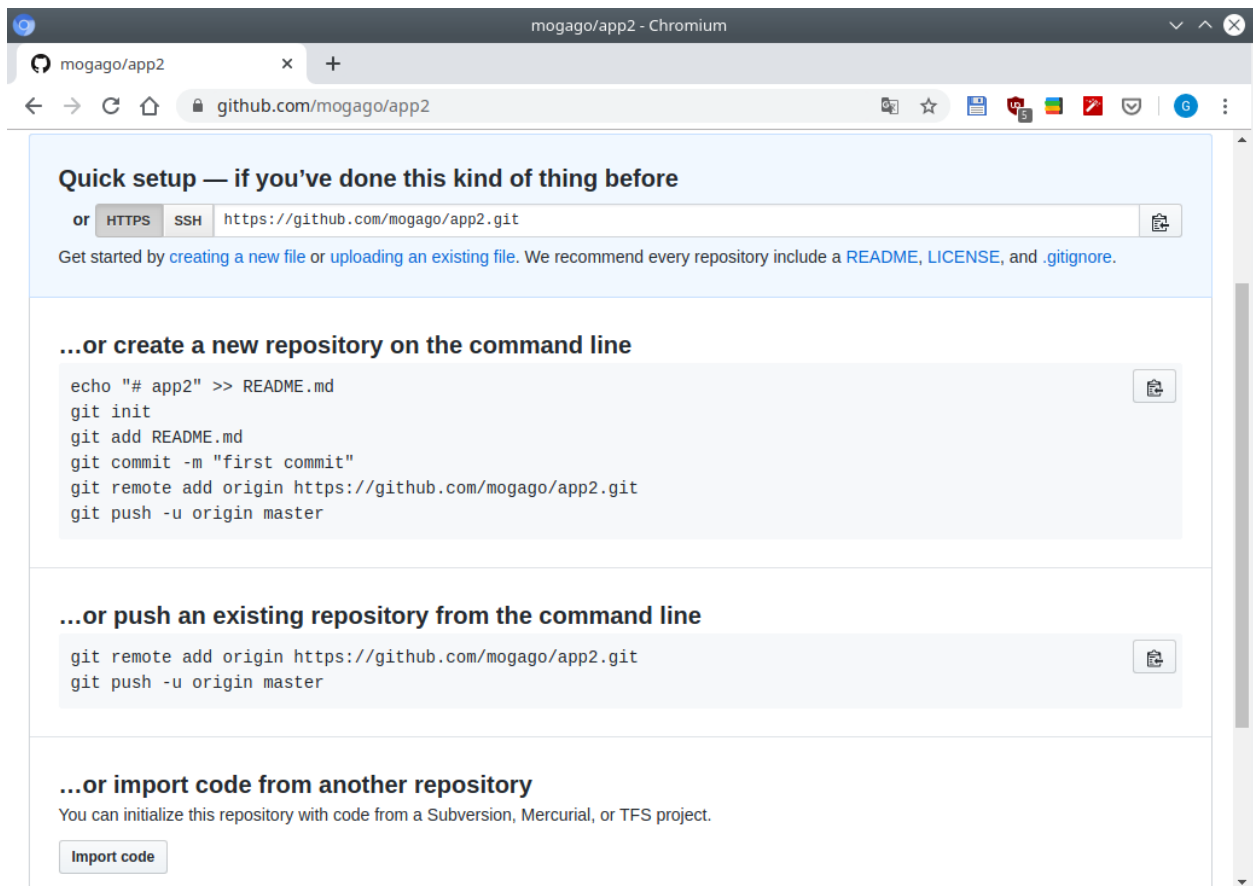 mogago/app2 - Chromium
mogago/app2
github.com/mogago/app2
5
G
Quick setup — if you’ve done this kind of thing before
or HTTPS SSH https://github.com/mogago/app2.git
Get started by creating a new file or uploading an existing file. We recommend every repository include a README, LICENSE, and .gitignore.
…or create a new repository on the command line
echo "# app2" >> README.md
git init
git add README.md
git commit -m "first commit"
git remote add origin https://github.com/mogago/app2.git
git push -u origin master
…or push an existing repository from the command line
git remote add origin https://github.com/mogago/app2.git
git push -u origin master
…or import code from another repository
You can initialize this repository with code from a Subversion, Mercurial, or TFS project.
Import code